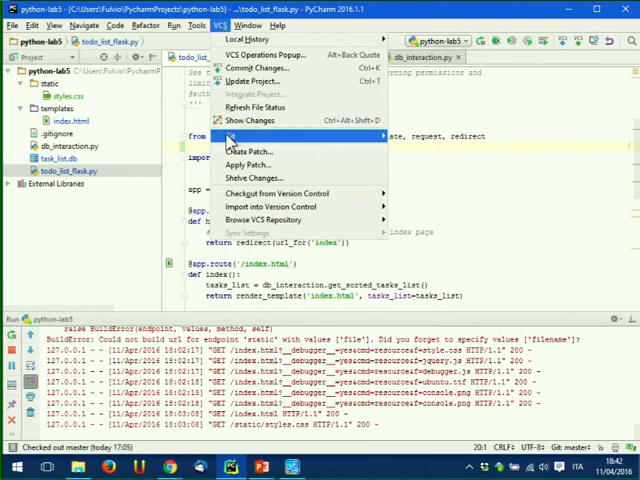 python-lab5 - [C:\Users\Fulvio\PycharmProjects\python-lab5] - ...\todo_list_flask.py - PyCharm 2016.1.1
File Edit View Navigate Code Refactor Run Tools VCS Window Help
python-lab5 todo_list_flask.py
python-lab5
Project
python-lab5 C:\Users\Fulvio\PycharmP
static
styles.css
templates
index.html
.gitignore
db_interaction.py
task_list.db
todo_list_flask.py
External Libraries
Local History
VCS Operations Popup... Alt+Back Quote
Commit Changes... Ctrl+K
Update Project... Ctrl+T
Integrate Project...
Refresh File Status
Show Changes Ctrl+Alt+Shift+D
Create Patch...
Apply Patch...
Shelve Changes...
Checkout from Version Control
Import into Version Control
Browse VCS Repository
Sync Settings
todo_list_ db_interaction.py
erning permissions and
from ate, request, redirect
app =
index page
return redirect(url_for('index'))
@app.route('/index.html')
def index():
tasks_list = db_interaction.get_sorted_tasks_list()
return render_template('index.html', tasks_list=tasks_list)
Run python-lab5
raise BuildError(endpoint, values, method, self)
BuildError: Could not build url for endpoint 'static' with values ['file']. Did you forget to specify values ['filename']?
127.0.0.1 - - [11/Apr/2016 18:02:17] "GET /index.html?__debugger__=yes&cmd=resource&f=style.css HTTP/1.1" 200 -
127.0.0.1 - - [11/Apr/2016 18:02:17] "GET /index.html?__debugger__=yes&cmd=resource&f=jquery.js HTTP/1.1" 200 -
127.0.0.1 - - [11/Apr/2016 18:02:17] "GET /index.html?__debugger__=yes&cmd=resource&f=debugger.js HTTP/1.1" 200 -
127.0.0.1 - - [11/Apr/2016 18:02:17] "GET /index.html?__debugger__=yes&cmd=resource&f=ubuntu.ttf HTTP/1.1" 200 -
127.0.0.1 - - [11/Apr/2016 18:02:17] "GET /index.html?__debugger__=yes&cmd=resource&f=console.png HTTP/1.1" 200 -
127.0.0.1 - - [11/Apr/2016 18:02:17] "GET /index.html?__debugger__=yes&cmd=resource&f=console.png HTTP/1.1" 200 -
127.0.0.1 - - [11/Apr/2016 18:03:08] "GET /index.html HTTP/1.1" 200 -
127.0.0.1 - - [11/Apr/2016 18:03:08] "GET /static/styles.css HTTP/1.1" 200 -
Checked out master (today 17:05) 20:1 CRLF UTF-8 Git: master
ITA 18:42
11/04/2016